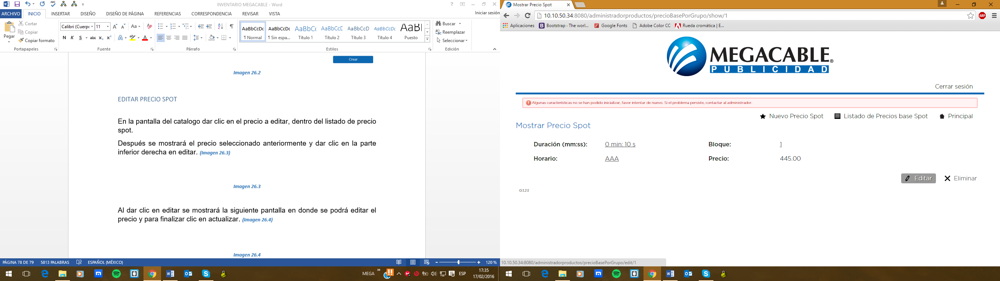 INVENTARIO MEGACABLE - Word
ARCHIVO INICIO INSERTAR DISEÑO DISEÑO DE PÁGINA REFERENCIAS CORRESPONDENCIA REVISAR VISTA Iniciar sesión
Pegar
Cortar
Copiar
Copiar formato
Portapapeles
Calibri (Cuerpo 11
N K S abc x₂ x²
Fuente
Párrafo
AaBbCcDc AaBbCcDc AaBbC AaBbCcE AaBbCcD AaBbCcDc AaBl
¶ Normal ¶ Sin espa... Título 1 Título 2 Título 3 Título 4 Puesto
Estilos
Buscar
Reemplazar
Seleccionar
Edición
Crear
Imagen 26.2
EDITAR PRECIO SPOT
En la pantalla del catalogo dar clic en el precio a editar, dentro del listado de precio
spot.
Después se mostrará el precio seleccionado anteriormente y dar clic en la parte
inferior derecha en editar. (Imagen 26.3)
Imagen 26.3
Al dar clic en editar se mostrará la siguiente pantalla en donde se podrá editar el
precio y para finalizar clic en actualizar. (Imagen 26.4)
Imagen 26.4
PÁGINA 78 DE 79 5813 PALABRAS ESPAÑOL (MÉXICO) 120 %
MEGA » ESP 17:35
17/02/2016
Mostrar Precio Spot
10.10.50.34:8080/administradorproductos/precioBasePorGrupo/show/1
ABP
Aplicaciones Bootstrap · The worl... Google Fonts Adobe Color CC Rueda cromática | E...
MEGACABLE®
PUBLICIDAD
Cerrar sesión
Algunas características no se han podido inicializar, favor intentar de nuevo. Si el problema persiste, contactar al administrador.
Nuevo Precio Spot Listado de Precios base Spot Principal
Mostrar Precio Spot
Duración (mm:ss): 0 min: 10 s Bloque: 1
Horario: AAA Precio: 445.00
Editar Eliminar
0.1.23
10.10.50.34:8080/administradorproductos/precioBasePorGrupo/edit/1